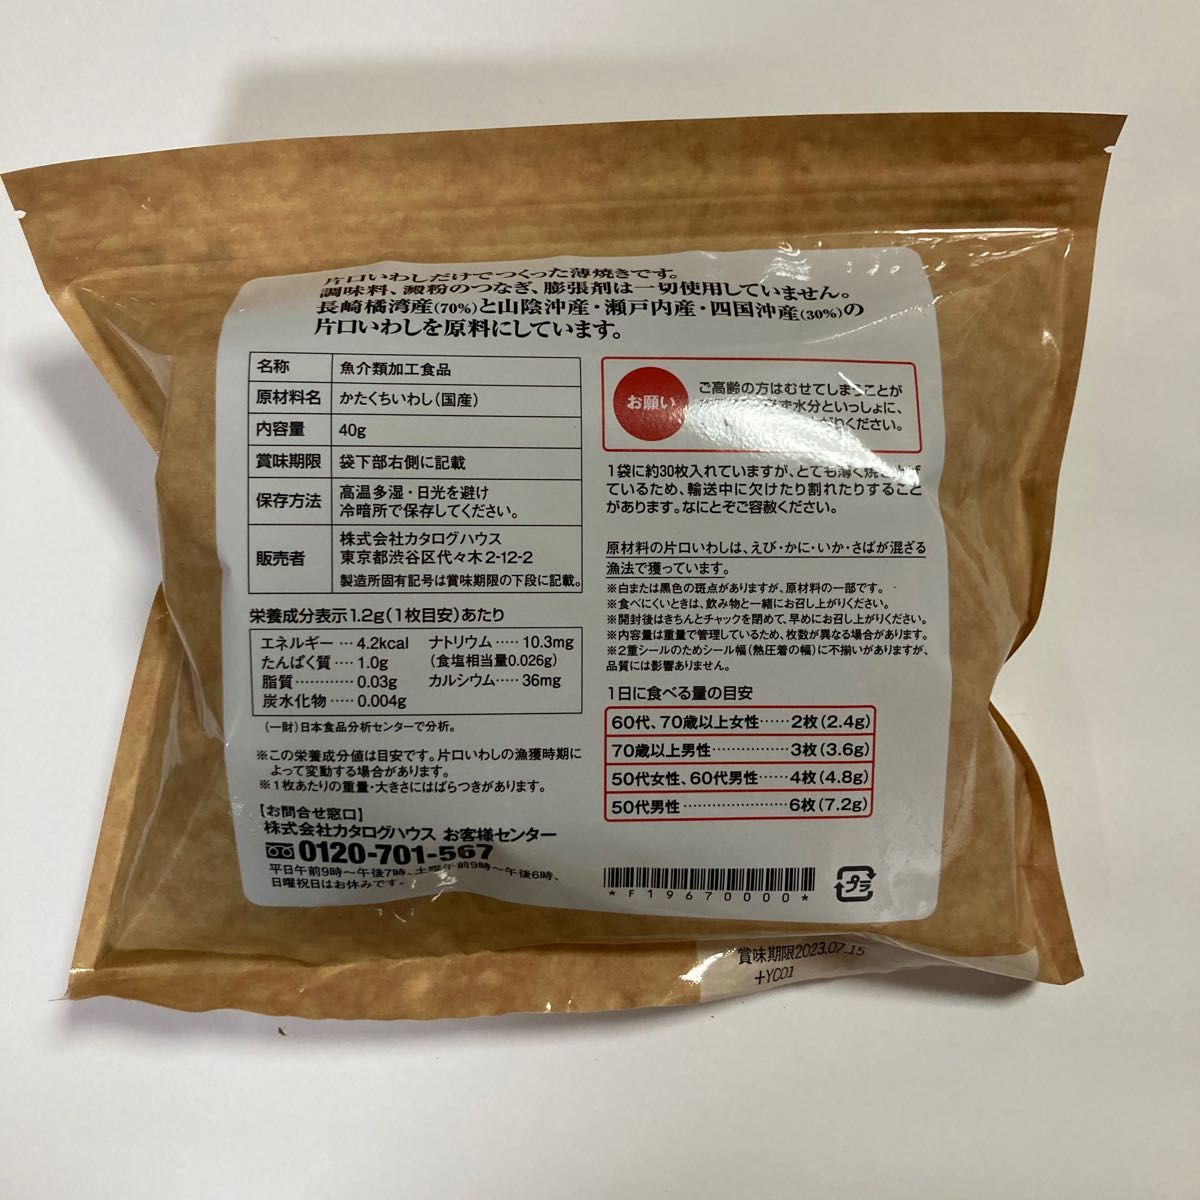 片口いわしだけでつくった薄焼きです。
調味料、澱粉のつなぎ、膨張剤は一切使用していません。
長崎橘湾産(70%)と山陰沖産・瀬戸内産・四国沖産(30%)の
片口いわしを原料にしています。
名称 魚介類加工食品
原材料名 かたくちいわし(国産)
内容量 40g
賞味期限 袋下部右側に記載
保存方法 高温多湿・日光を避け
冷暗所で保存してください。
販売者 株式会社カタログハウス
東京都渋谷区代々木2-12-2
製造所固有記号は賞味期限の下段に記載。
栄養成分表示1.2g(1枚目安)あたり
エネルギー…4.2kcal ナトリウム……10.3mg
たんぱく質……1.0g (食塩相当量0.026g)
脂質…………0.03g カルシウム……36mg
炭水化物……0.004g
(一財)日本食品分析センターで分析。
※この栄養成分値は目安です。片口いわしの漁獲時期に
よって変動する場合があります。
※1枚あたりの重量・大きさにはばらつきがあります。
【お問合せ窓口】
株式会社カタログハウス お客様センター
0120-701-567
平日午前9時〜午後7時、土曜午前9時〜午後6時、
日曜祝日はお休みです。
お願い
ご高齢の方はむせてしまうことが
水分といっしょに、
ください。
1袋に約30枚入れていますが、とても薄く焼き上げ
ているため、輸送中に欠けたり割れたりすること
があります。なにとぞご容赦ください。
原材料の片口いわしは、えび・かに・いか・さばが混ざる
漁法で獲っています。
※白または黒色の斑点がありますが、原材料の一部です。
※食べにくいときは、飲み物と一緒にお召し上がりください。
※開封後はきちんとチャックを閉めて、早めにお召し上がりください。
※内容量は重量で管理しているため、枚数が異なる場合があります。
※2重シールのためシール幅(熱圧着の幅)に不揃いがありますが、
品質には影響ありません。
1日に食べる量の目安
60代、70歳以上女性……2枚(2.4g)
70歳以上男性……………3枚(3.6g)
50代女性、60代男性……4枚(4.8g)
50代男性…………………6枚(7.2g)
*F19670000*
プラ
賞味期限2023.07.15
+YC01